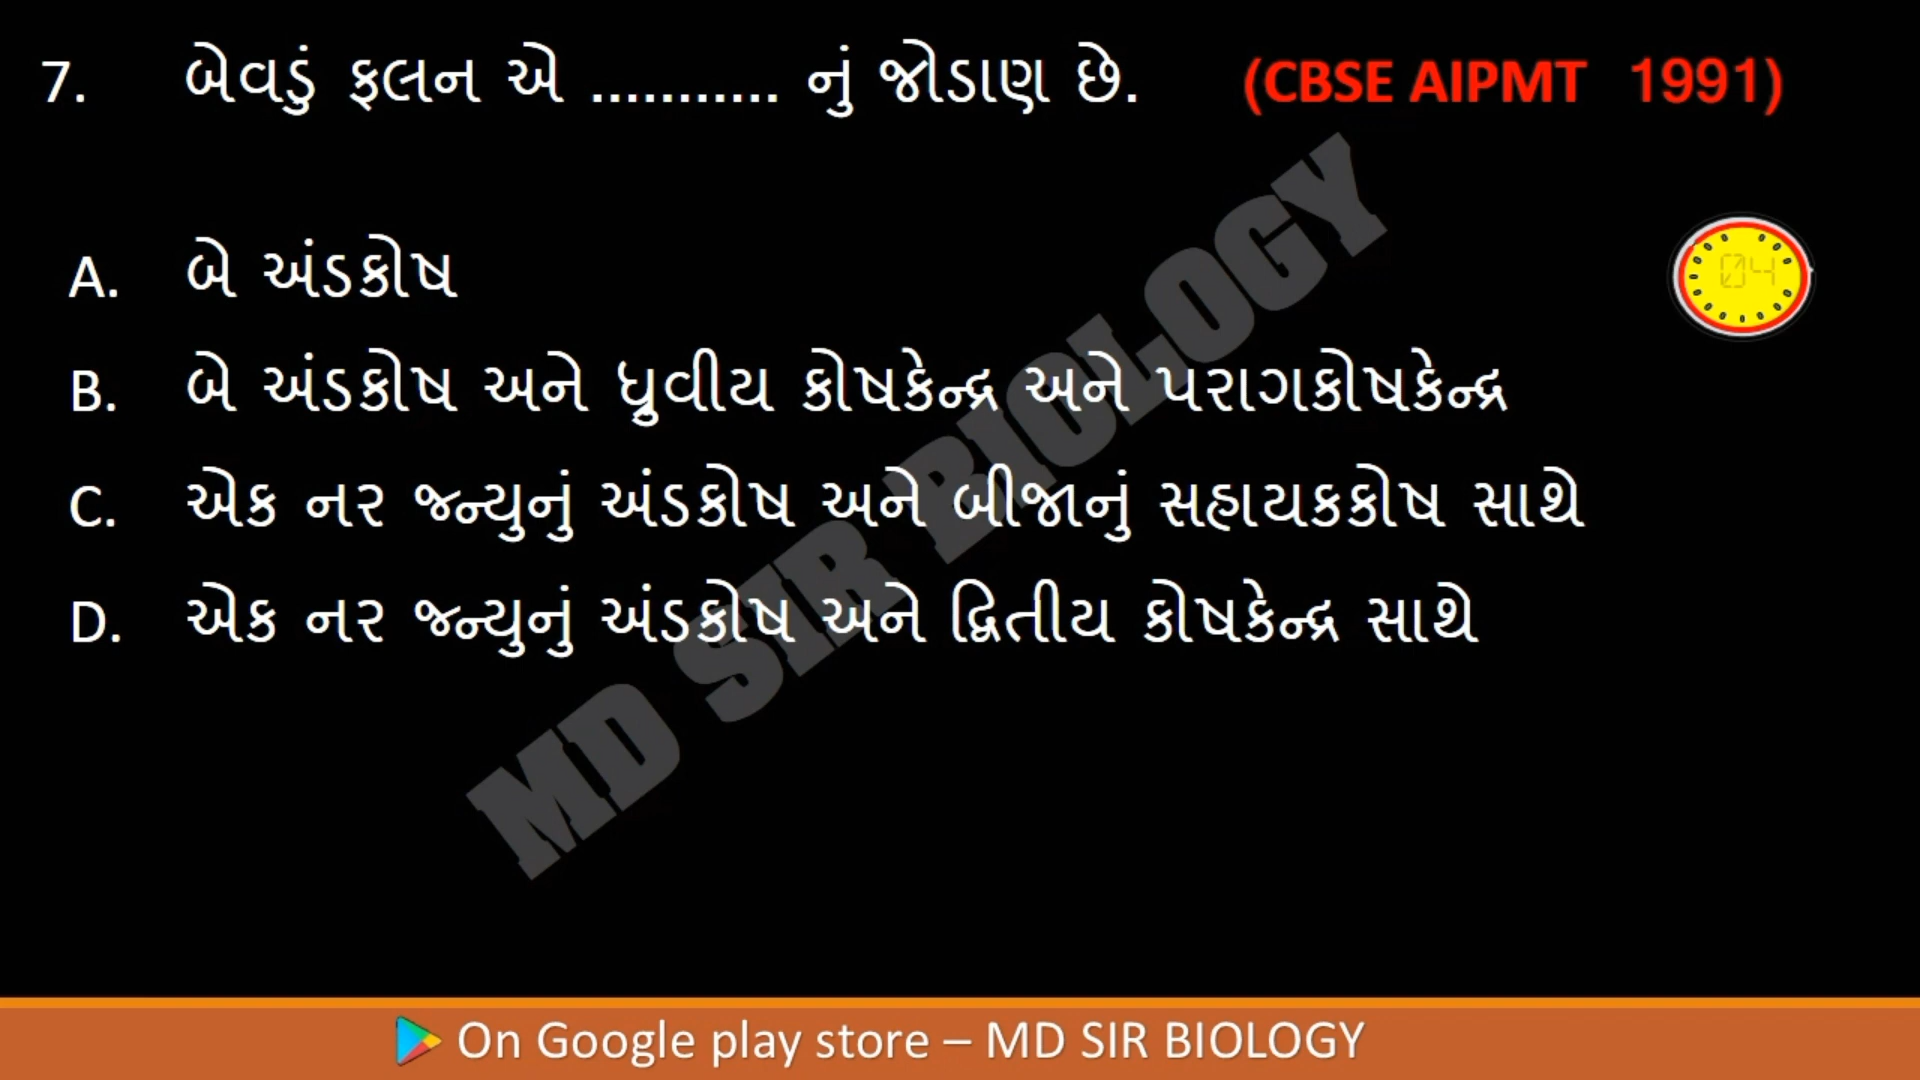 7. બેવડું ફલન એ ........... નું જોડાણ છે. (CBSE AIPMT 1991)
04
A. બે અંડકોષ
B. બે અંડકોષ અને ધ્રુવીય કોષકેન્દ્ર અને પરાગકોષકેન્દ્ર
C. એક નર જન્યુનું અંડકોષ અને બીજાનું સહાયકકોષ સાથે
D. એક નર જન્યુનું અંડકોષ અને દ્વિતીય કોષકેન્દ્ર સાથે
MD SIR BIOLOGY
On Google play store – MD SIR BIOLOGY